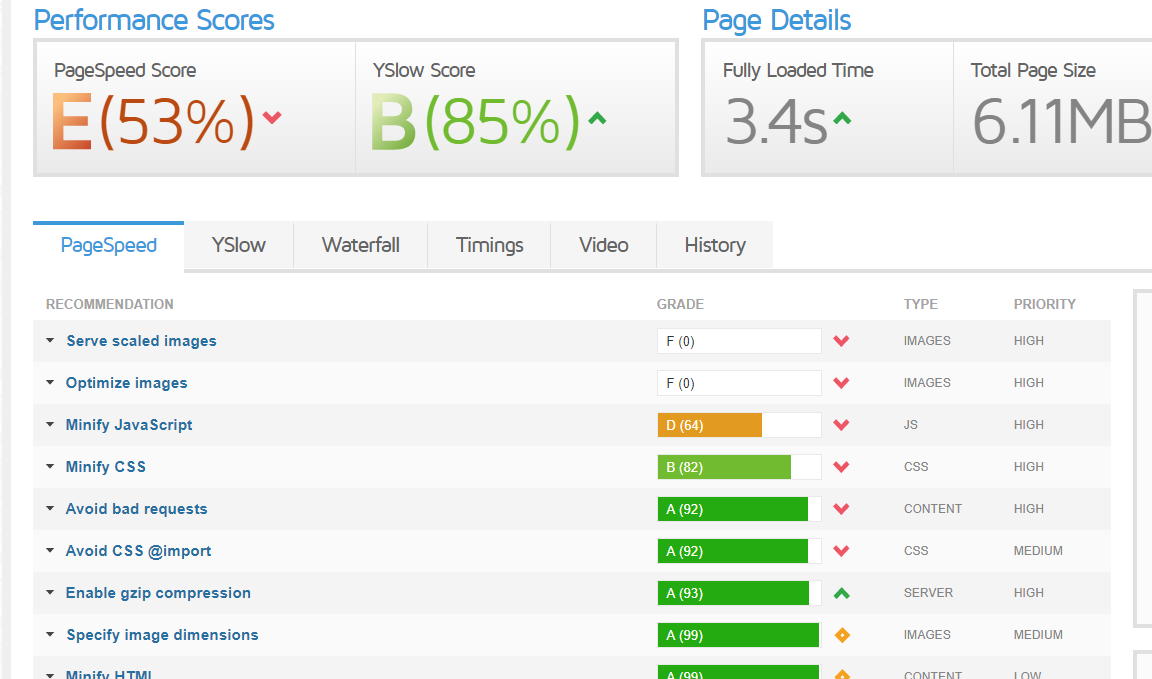 Performance Scores
Page Details
PageSpeed Score
YSlow Score
Fully Loaded Time
Total Page Size
E(53%)
B(85%)
3.4s
6.11MB
PageSpeed
YSlow
Waterfall
Timings
Video
History
RECOMMENDATION GRADE TYPE PRIORITY
Serve scaled images F (0) IMAGES HIGH
Optimize images F (0) IMAGES HIGH
Minify JavaScript D (64) JS HIGH
Minify CSS B (82) CSS HIGH
Avoid bad requests A (92) CONTENT HIGH
Avoid CSS @import A (92) CSS MEDIUM
Enable gzip compression A (93) SERVER HIGH
Specify image dimensions A (99) IMAGES MEDIUM
Minify HTML A (99) CONTENT LOW